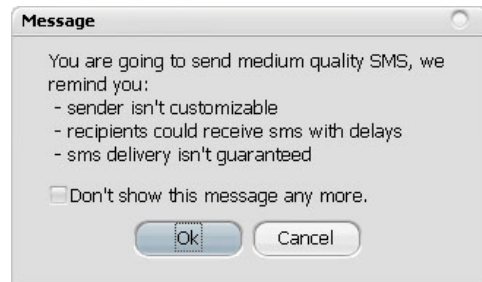 Message
You are going to send medium quality SMS, we
remind you:
- sender isn't customizable
- recipients could receive sms with delays
- sms delivery isn't guaranteed
Don't show this message any more.
Ok Cancel